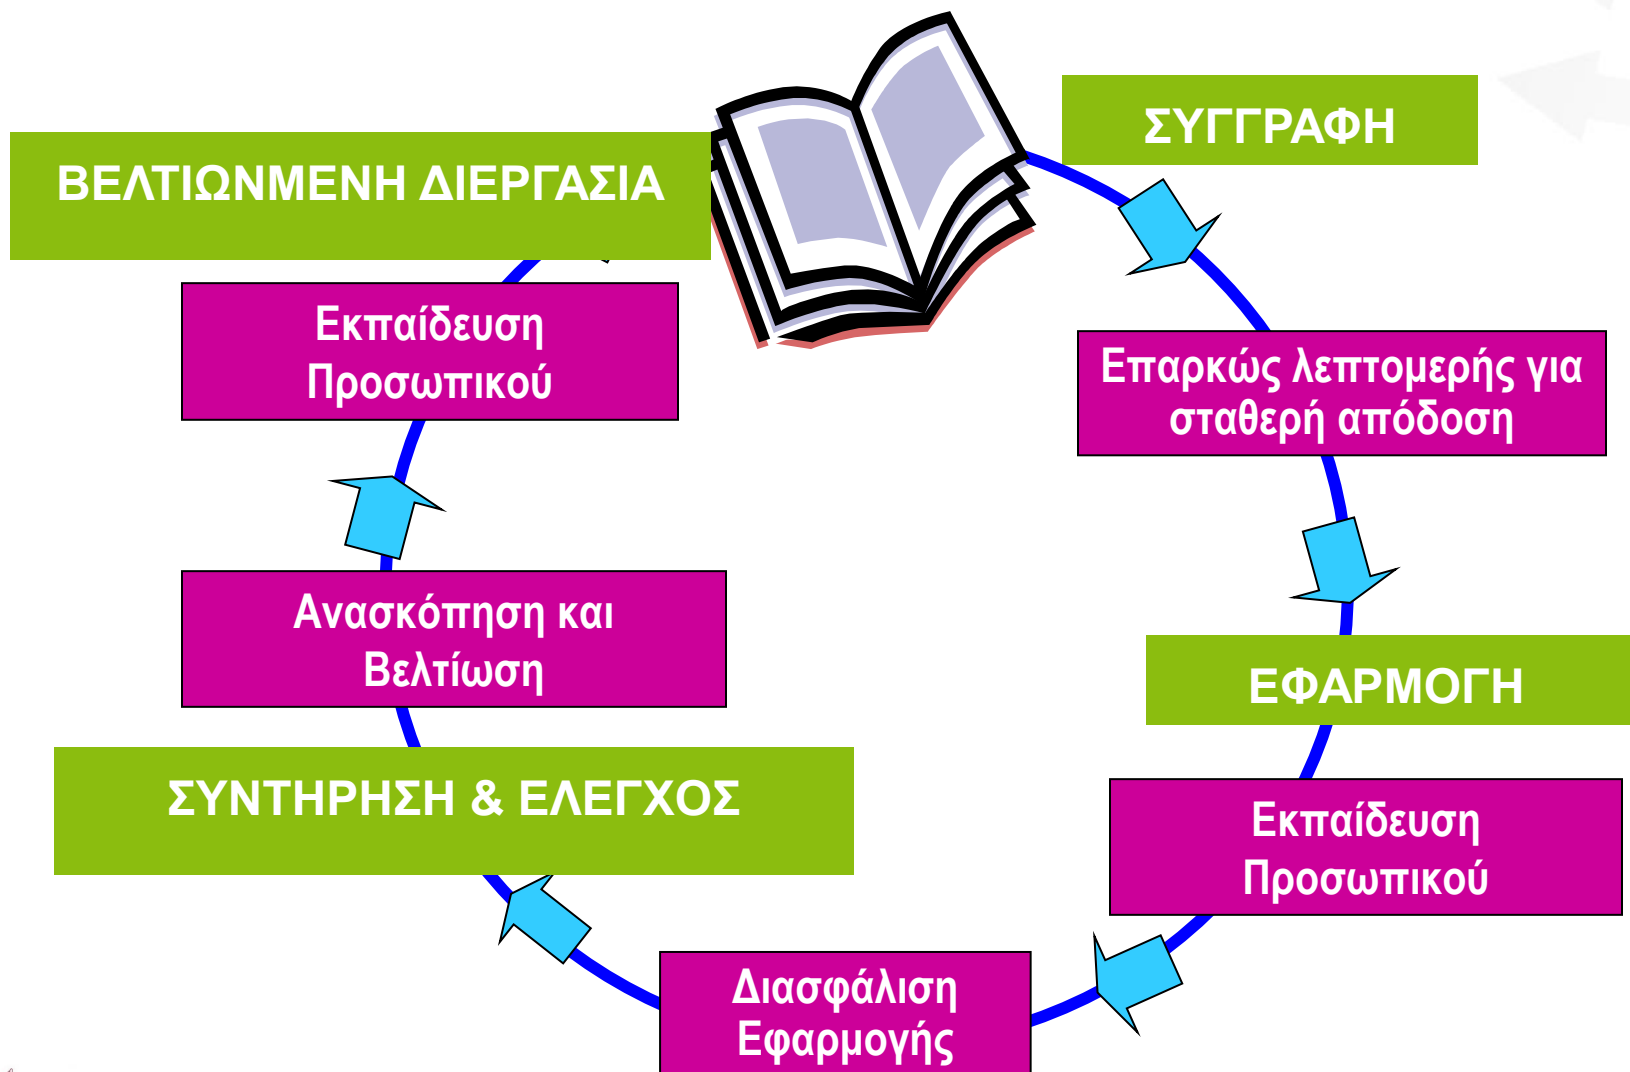 ΣΥΓΓΡΑΦΗ
Επαρκώς λεπτομερής για
σταθερή απόδοση
ΕΦΑΡΜΟΓΗ
Εκπαίδευση
Προσωπικού
Διασφάλιση
Εφαρμογής
ΣΥΝΤΗΡΗΣΗ & ΕΛΕΓΧΟΣ
Ανασκόπηση και
Βελτίωση
Εκπαίδευση
Προσωπικού
ΒΕΛΤΙΩΝΜΕΝΗ ΔΙΕΡΓΑΣΙΑ